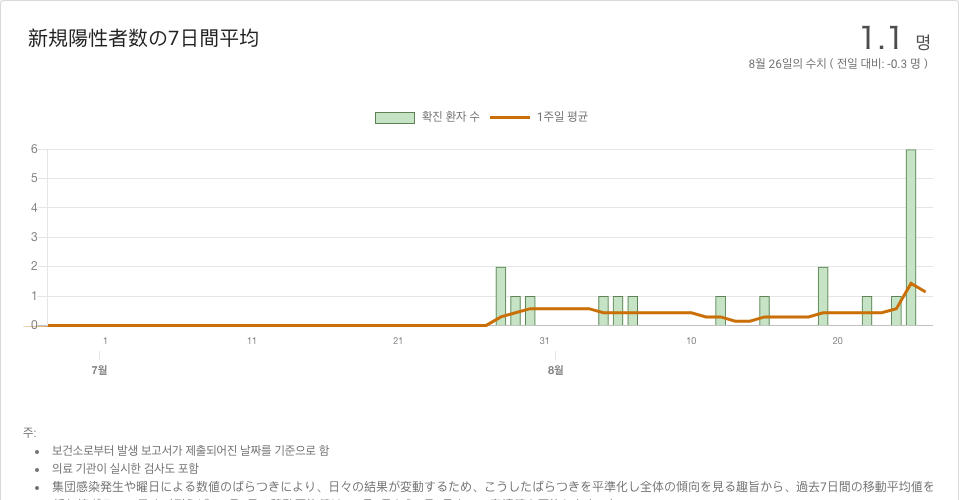 新規陽性者数の7日間平均
1.1 名
8월 26일의 수치 ( 전일 대비: -0.3 명 )
확진 환자 수 1주일 평균
6
5
4
3
2
1
0
1 11 21 31 10 20
7월 8월
주:
보건소로부터 발생 보고서가 제출되어진 날짜를 기준으로 함
의료 기관이 실시한 검사도 포함
集団感染発生や曜日による数値のばらつきにより、日々の結果が変動するため、こうしたばらつきを平準化し全体の傾向を見る趣旨から、過去7日間の移動平均値を